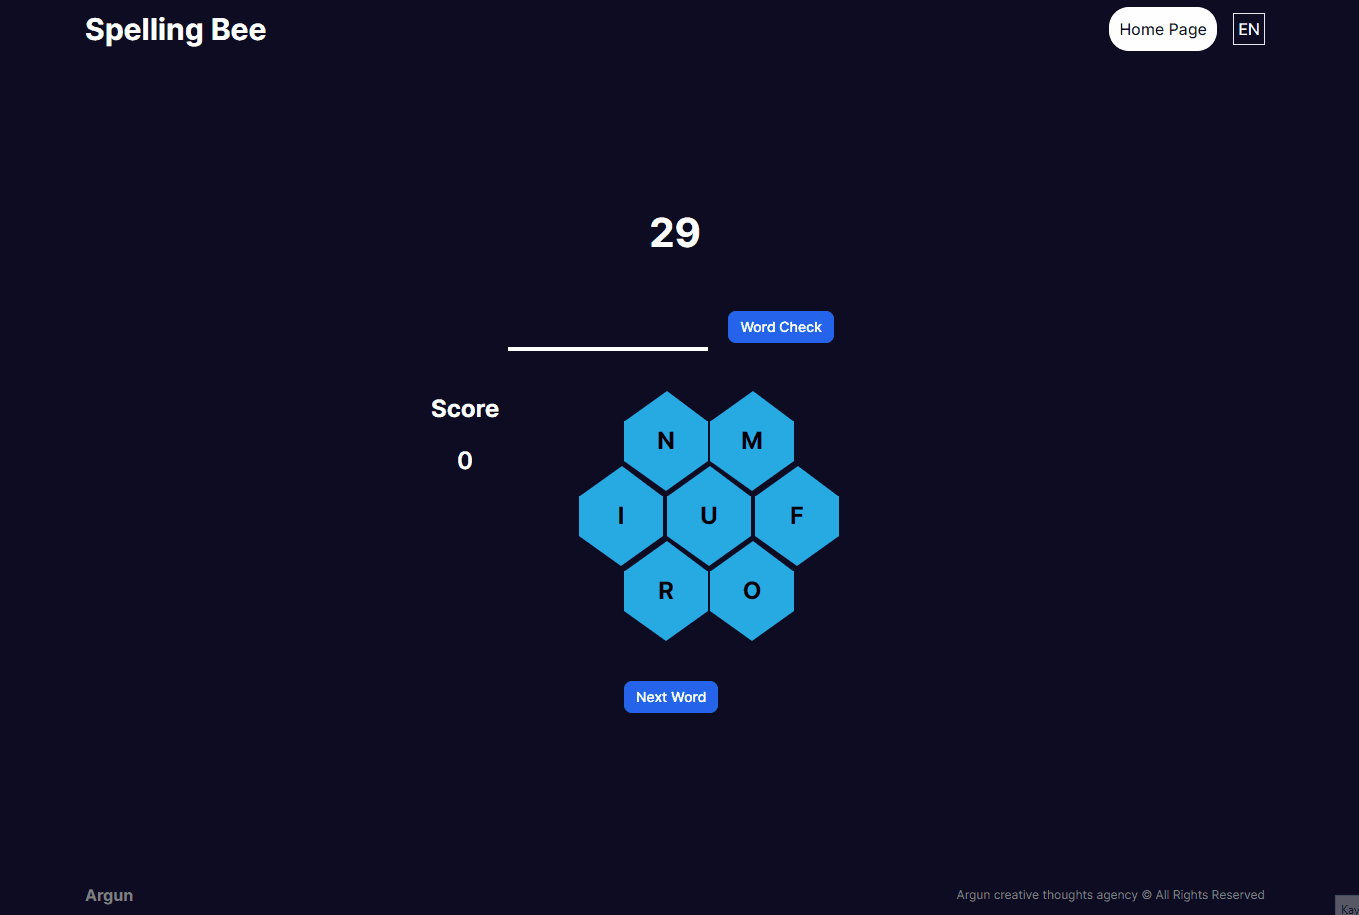 Spelling Bee
Home Page
EN
29
Word Check
Score
0
N M
I U F
R O
Next Word
Argun
Argun creative thoughts agency © All Rights Reserved